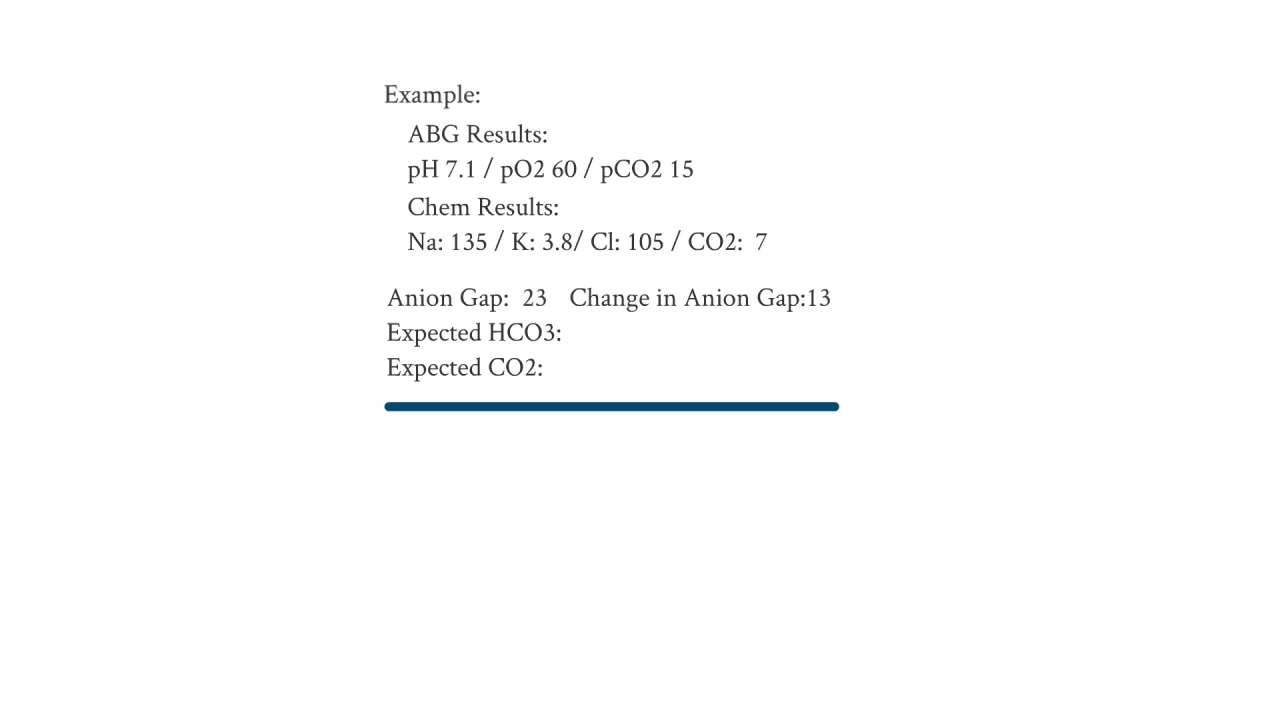 Example:
ABG Results:
pH 7.1 / pO2 60 / pCO2 15
Chem Results:
Na: 135 / K: 3.8/ Cl: 105 / CO2:  7
Anion Gap:  23   Change in Anion Gap:13
Expected HCO3:
Expected CO2: